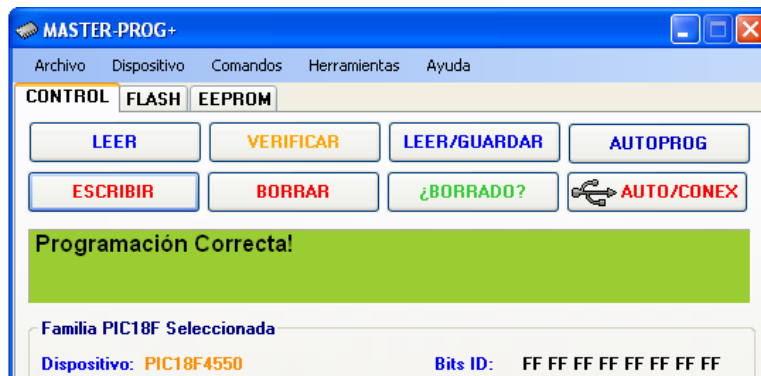 MASTER-PROG+
Archivo Dispositivo Comandos Herramientas Ayuda
CONTROL FLASH EEPROM
LEER VERIFICAR LEER/GUARDAR AUTOPROG
ESCRIBIR BORRAR ¿BORRADO? AUTO/CONEX
Programación Correcta!
Familia PIC18F Seleccionada
Dispositivo: PIC18F4550 Bits ID: FF FF FF FF FF FF FF FF